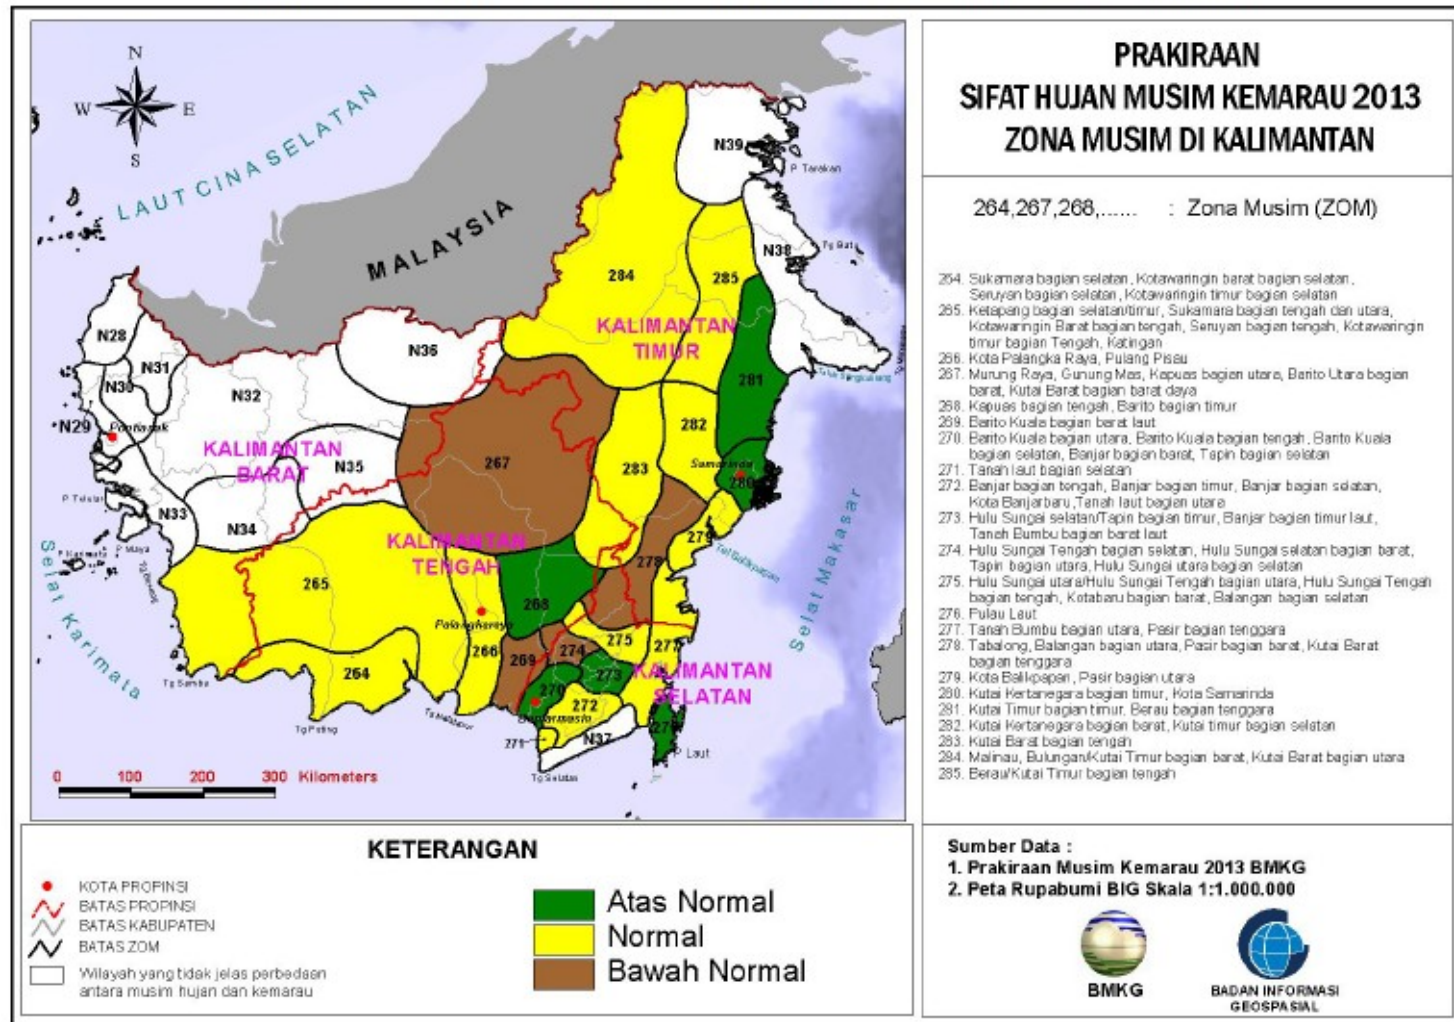 PRAKIRAAN
SIFAT HUJAN MUSIM KEMARAU 2013
ZONA MUSIM DI KALIMANTAN
264,267,268,...... : Zona Musim (ZOM)
264. Sukamara bagian selatan, Kotawaringin barat bagian selatan,
Seruyan bagian selatan, Kotawaringin timur bagian selatan
265. Ketapang bagian selatan/timur, Sukamara bagian tengah dan utara,
Kotawaringin Barat bagian tengah, Seruyan bagian tengah, Kotawaringin
timur bagian Tengah, Katingan
266. Kota Palangka Raya, Pulang Pisau
267. Murung Raya, Gunung Mas, Kapuas bagian utara, Barito Utara bagian
barat, Kutai Barat bagian barat daya
268. Kapuas bagian tengah, Barito bagian timur
269. Barito Kuala bagian barat laut
270. Barito Kuala bagian utara, Barito Kuala bagian tengah, Barito Kuala
bagian selatan, Banjar bagian barat, Tapin bagian selatan
271. Tanah laut bagian selatan
272. Banjar bagian tengah, Banjar bagian timur, Banjar bagian selatan,
Kota Banjarbaru,Tanah laut bagian utara
273. Hulu Sungai selatan/Tapin bagian timur, Banjar bagian timur laut,
Tanah Bumbu bagian barat laut
274. Hulu Sungai Tengah bagian selatan, Hulu Sungai selatan bagian barat,
Tapin bagian utara, Hulu Sungai utara bagian selatan
275. Hulu Sungai utara/Hulu Sungai Tengah bagian utara, Hulu Sungai Tengah
bagian tengah, Kotabaru bagian barat, Balangan bagian selatan
276. Pulau Laut
277. Tanah Bumbu bagian utara, Pasir bagian tenggara
278. Tabalong, Balangan bagian utara, Pasir bagian barat, Kutai Barat
bagian tenggara
279. Kota Balikpapan, Pasir bagian utara
280. Kutai Kertanegara bagian timur, Kota Samarinda
281. Kutai Timur bagian timur, Berau bagian tenggara
282. Kutai Kertanegara bagian barat, Kutai timur bagian selatan
283. Kutai Barat bagian tengah
284. Malinau, Bulungan/Kutai Timur bagian barat, Kutai Barat bagian utara
285. Berau/Kutai Timur bagian tengah
N
W E
S
LAUT CINA SELATAN
MALAYSIA
N39
P Tarakan
N38
284
285
KALIMANTAN
TIMUR
N28
N31
N30
N36
N32
N29
Pontianak
281
282
KALIMANTAN
BARAT
N35
267
283
Samarinda
280
N33
N34
P Maya
P Karimata
Selat Karimata
Selat Makasar
KALIMANTAN
TENGAH
278
279
265
268
Palangkaraya
266
264
269
274
275
277
270
273
KALIMANTAN
SELATAN
272
Banjarmasin
271
N37
P Laut
Tg Sambar
Tg Puting
Tg Selatan
0 100 200 300 Kilometers
KETERANGAN
KOTA PROPINSI
BATAS PROPINSI
BATAS KABUPATEN
BATAS ZOM
Wilayah yang tidak jelas perbedaan
antara musim hujan dan kemarau
Atas Normal
Normal
Bawah Normal
Sumber Data :
1. Prakiraan Musim Kemarau 2013 BMKG
2. Peta Rupabumi BIG Skala 1:1.000.000
BMKG
BADAN INFORMASI
GEOSPASIAL